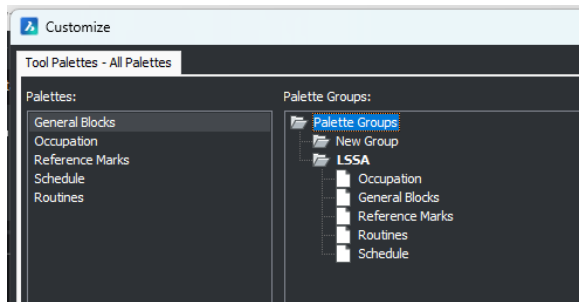 Customize
Tool Palettes - All Palettes
Palettes:
General Blocks
Occupation
Reference Marks
Schedule
Routines
Palette Groups:
Palette Groups
New Group
LSSA
Occupation
General Blocks
Reference Marks
Routines
Schedule